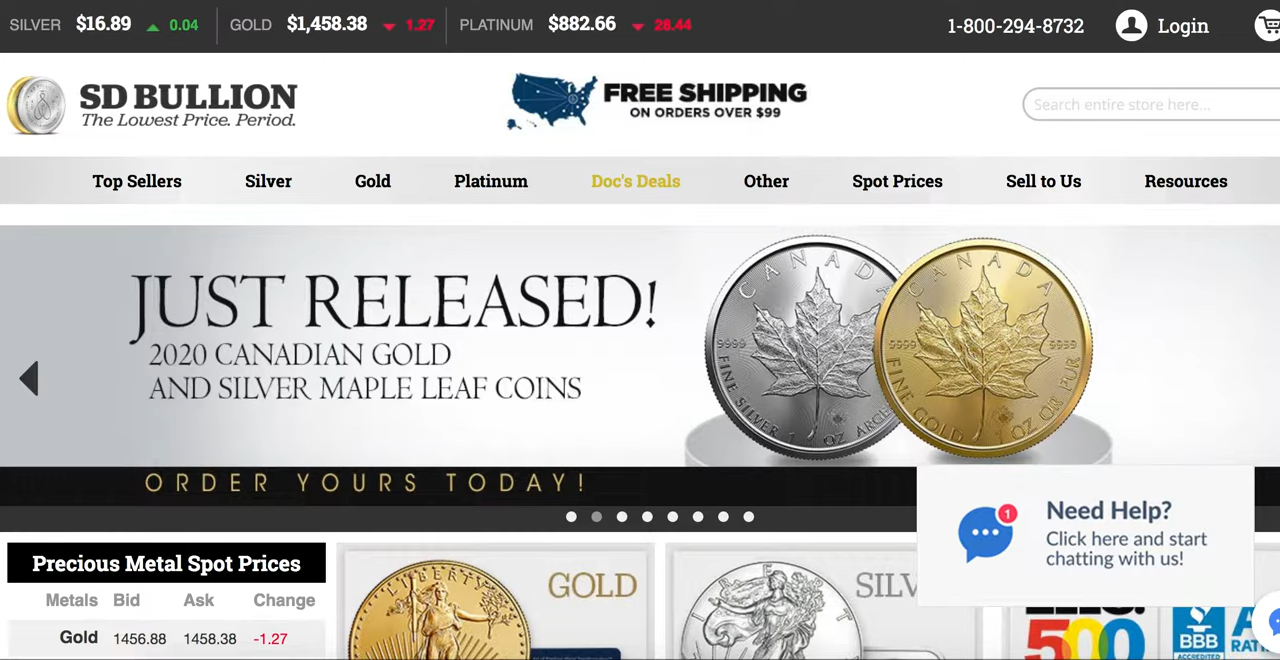 SILVER $16.89 0.04 GOLD $1,458.38 1.27 PLATINUM $882.66 28.44 1-800-294-8732 Login
SD BULLION
The Lowest Price. Period.
FREE SHIPPING
ON ORDERS OVER $99
Search entire store here...
Top Sellers Silver Gold Platinum Doc's Deals Other Spot Prices Sell to Us Resources
JUST RELEASED!
2020 CANADIAN GOLD
AND SILVER MAPLE LEAF COINS
CANADA
9999
FINE SILVER 1 OZ ARGE
CANADA
9999 9999
FINE GOLD 1 OZ OR PUR
ORDER YOURS TODAY!
Need Help?
1
Click here and start
chatting with us!
Precious Metal Spot Prices
Metals Bid Ask Change
Gold 1456.88 1458.38 -1.27
LIBERTY
GOLD
SILV
500
BBB
ACCREDITED
A
RATI